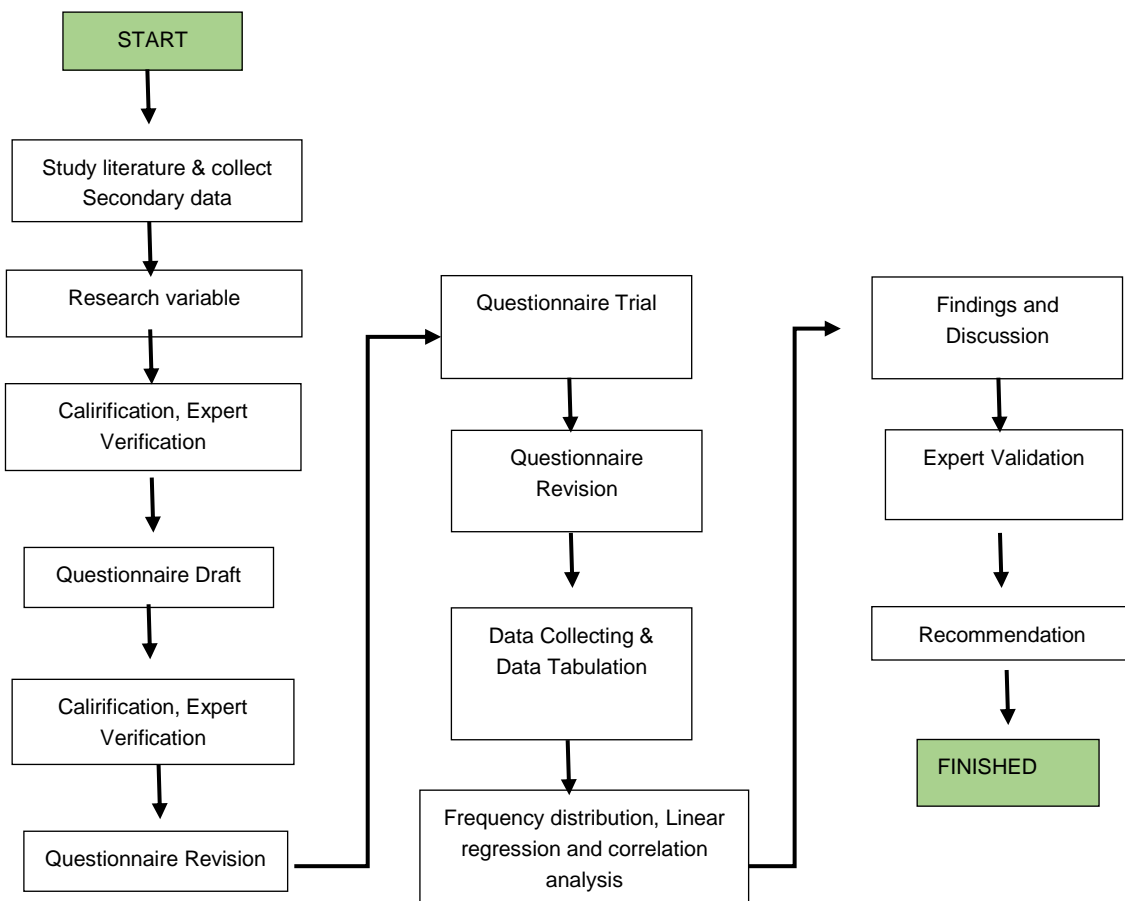 START
Study literature & collect
Secondary data
Research variable
Calirification, Expert
Verification
Questionnaire Draft
Calirification, Expert
Verification
Questionnaire Revision
Questionnaire Trial
Questionnaire
Revision
Data Collecting &
Data Tabulation
Frequency distribution, Linear
regression and correlation
analysis
Findings and
Discussion
Expert Validation
Recommendation
FINISHED